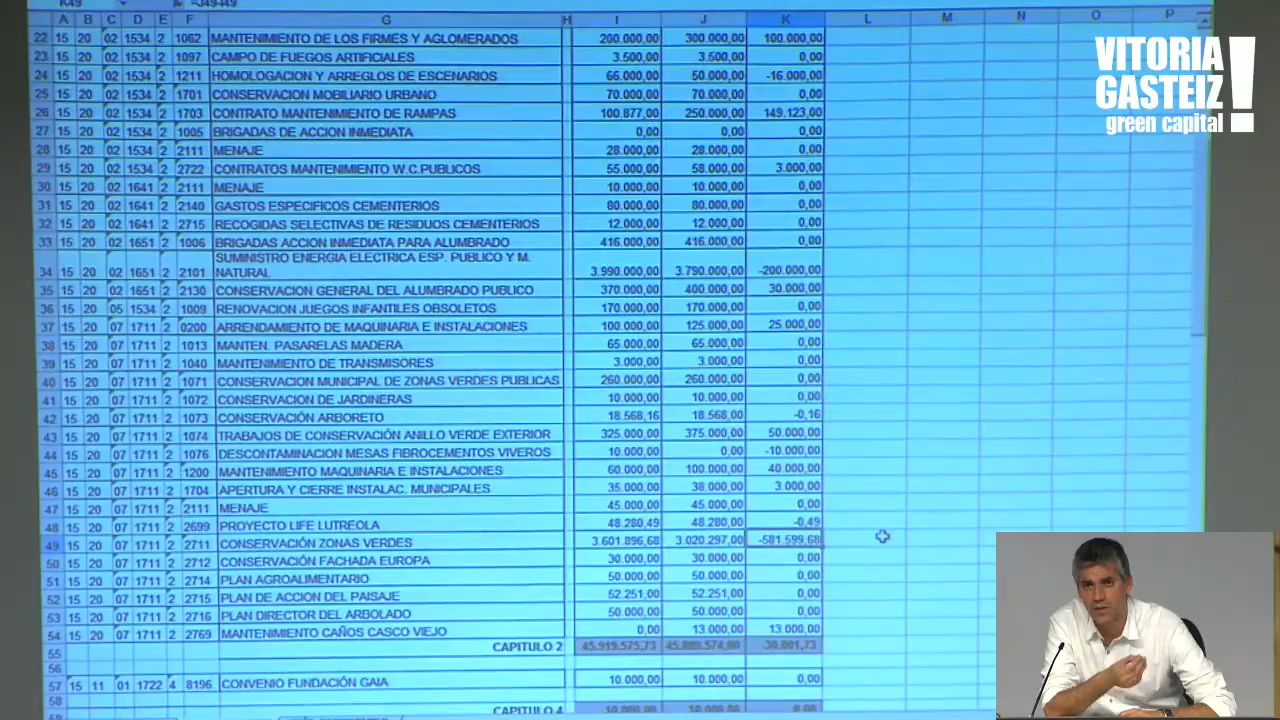 K49 =J49-I49
A B C D E F G H I J K L M N O P
22 15 20 02 1534 2 1062 MANTENIMIENTO DE LOS FIRMES Y AGLOMERADOS 200.000,00 300.000,00 100.000,00
23 15 20 02 1534 2 1097 CAMPO DE FUEGOS ARTIFICIALES 3.500,00 3.500,00 0,00
24 15 20 02 1534 2 1211 HOMOLOGACION Y ARREGLOS DE ESCENARIOS 66.000,00 50.000,00 -16.000,00
25 15 20 02 1534 2 1701 CONSERVACION MOBILIARIO URBANO 70.000,00 70.000,00 0,00
26 15 20 02 1534 2 1703 CONTRATO MANTENIMIENTO DE RAMPAS 100.877,00 250.000,00 149.123,00
27 15 20 02 1534 2 1005 BRIGADAS DE ACCION INMEDIATA 0,00 0,00 0,00
28 15 20 02 1534 2 2111 MENAJE 28.000,00 28.000,00 0,00
29 15 20 02 1534 2 2722 CONTRATOS MANTENIMIENTO W.C.PUBLICOS 55.000,00 58.000,00 3.000,00
30 15 20 02 1641 2 2111 MENAJE 10.000,00 10.000,00 0,00
31 15 20 02 1641 2 2140 GASTOS ESPECIFICOS CEMENTERIOS 80.000,00 80.000,00 0,00
32 15 20 02 1641 2 2715 RECOGIDAS SELECTIVAS DE RESIDUOS CEMENTERIOS 12.000,00 12.000,00 0,00
33 15 20 02 1651 2 1006 BRIGADAS ACCION INMEDIATA PARA ALUMBRADO 416.000,00 416.000,00 0,00
SUMINISTRO ENERGIA ELECTRICA ESP. PUBLICO Y M.
34 15 20 02 1651 2 2101 NATURAL 3.990.000,00 3.790.000,00 -200.000,00
35 15 20 02 1651 2 2130 CONSERVACION GENERAL DEL ALUMBRADO PUBLICO 370.000,00 400.000,00 30.000,00
36 15 20 05 1534 2 1009 RENOVACION JUEGOS INFANTILES OBSOLETOS 170.000,00 170.000,00 0,00
37 15 20 07 1711 2 0200 ARRENDAMIENTO DE MAQUINARIA E INSTALACIONES 100.000,00 125.000,00 25.000,00
38 15 20 07 1711 2 1013 MANTEN. PASARELAS MADERA 65.000,00 65.000,00 0,00
39 15 20 07 1711 2 1040 MANTENIMIENTO DE TRANSMISORES 3.000,00 3.000,00 0,00
40 15 20 07 1711 2 1071 CONSERVACION MUNICIPAL DE ZONAS VERDES PUBLICAS 260.000,00 260.000,00 0,00
41 15 20 07 1711 2 1072 CONSERVACION DE JARDINERAS 10.000,00 10.000,00 0,00
42 15 20 07 1711 2 1073 CONSERVACIÓN ARBORETO 18.568,16 18.568,00 -0,16
43 15 20 07 1711 2 1074 TRABAJOS DE CONSERVACIÓN ANILLO VERDE EXTERIOR 325.000,00 375.000,00 50.000,00
44 15 20 07 1711 2 1076 DESCONTAMINACION MESAS FIBROCEMENTOS VIVEROS 10.000,00 0,00 -10.000,00
45 15 20 07 1711 2 1200 MANTENIMIENTO MAQUINARIA E INSTALACIONES 60.000,00 100.000,00 40.000,00
46 15 20 07 1711 2 1704 APERTURA Y CIERRE INSTALAC. MUNICIPALES 35.000,00 38.000,00 3.000,00
47 15 20 07 1711 2 2111 MENAJE 45.000,00 45.000,00 0,00
48 15 20 07 1711 2 2699 PROYECTO LIFE LUTREOLA 48.280,49 48.280,00 -0,49
49 15 20 07 1711 2 2711 CONSERVACIÓN ZONAS VERDES 3.601.896,68 3.020.297,00 -581.599,68
50 15 20 07 1711 2 2712 CONSERVACIÓN FACHADA EUROPA 30.000,00 30.000,00 0,00
51 15 20 07 1711 2 2714 PLAN AGROALIMENTARIO 50.000,00 50.000,00 0,00
52 15 20 07 1711 2 2715 PLAN DE ACCION DEL PAISAJE 52.251,00 52.251,00 0,00
53 15 20 07 1711 2 2716 PLAN DIRECTOR DEL ARBOLADO 50.000,00 50.000,00 0,00
54 15 20 07 1711 2 2769 MANTENIMIENTO CAÑOS CASCO VIEJO 0,00 13.000,00 13.000,00
55 CAPITULO 2 45.919.575,73 45.889.574,00 -30.001,73
56
57 15 11 01 1722 4 8196 CONVENIO FUNDACIÓN GAIA 10.000,00 10.000,00 0,00
58
CAPITULO 4 10.000,00 10.000,00 0,00
VITORIA
GASTEIZ!
green capital